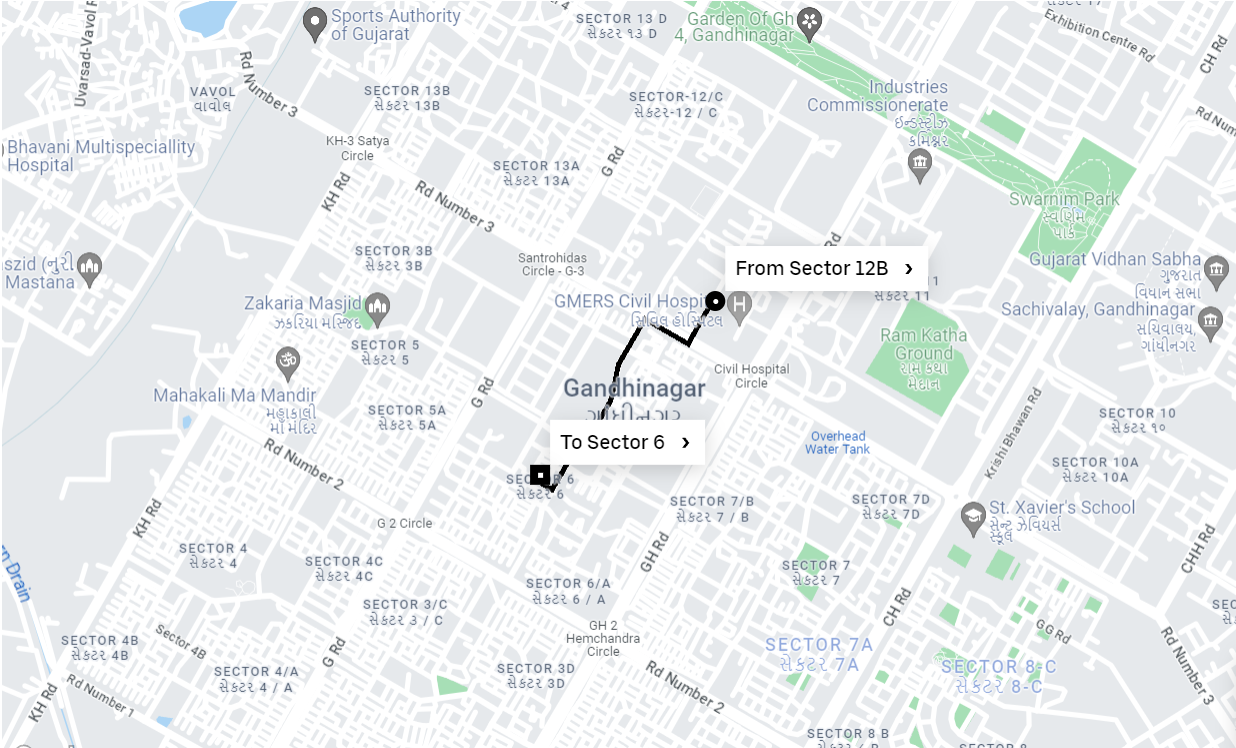 SECTOR 13 D
સેક્ટર ૧૩ D
Sports Authority
of Gujarat
Garden Of Gh
4, Gandhinagar
Exhibition Centre Rd
CH Rd
Uvarsad-Vavol R
Rd Number 3
VAVOL
વાવોલ
SECTOR 13B
સેક્ટર 13B
SECTOR-12/C
સેક્ટર-12 / C
Industries
Commissionerate
ઈન્ડસ્ટ્રીઝ
કમિશ્નર
Rd Num
Bhavani Multispeciallity
Hospital
KH-3 Satya
Circle
G Rd
SECTOR 13A
સેક્ટર 13A
KH Rd
Rd Number 3
Swarnim Park
સ્વર્ણિમ
પાર્ક
SECTOR 3B
સેક્ટર 3B
Santrohidas
Circle - G-3
Rd
From Sector 12B ›
11
સેક્ટર 11
Gujarat Vidhan Sabha
ગુજરાત
વિધાન સભા
szid (નુરી
Mastana
Zakaria Masjid
ઝકરિયા મસ્જિદ
GMERS Civil Hospi
સિવિલ હોસ્પિટલ
H
Sachivalay, Gandhinagar
સચિવાલય,
ગાંધીનગર
SECTOR 5
સેક્ટર 5
Ram Katha
Ground
રામ કથા
મેદાન
Civil Hospital
Circle
Mahakali Ma Mandir
મહાકાલી
માં મંદિર
G Rd
Gandhinagar
ગાંધીનગર
SECTOR 5A
સેક્ટર 5A
Krishi Bhawan Rd
SECTOR 10
સેક્ટર ૧૦
To Sector 6 ›
Overhead
Water Tank
Rd Number 2
SECTOR 10A
સેક્ટર 10A
SECTOR 6
સેક્ટર 6
KH Rd
G 2 Circle
SECTOR 7/B
સેક્ટર 7 / B
SECTOR 7D
સેક્ટર 7D
St. Xavier's School
સેન્ટ ઝેવિયર્સ
સ્કૂલ
SECTOR 4
સેક્ટર 4
SECTOR 4C
સેક્ટર 4C
GH Rd
CHH Rd
rn Drain
SECTOR 7
સેક્ટર 7
SECTOR 6/A
સેક્ટર 6 / A
SECTOR 3/C
સેક્ટર 3 / C
CH Rd
GH 2
Hemchandra
Circle
GG Rd
SECTOR 4B
સેક્ટર 4B
Sector 4B
G Rd
SECTOR 7A
સેક્ટર 7A
SECTOR 4/A
સેક્ટર 4 / A
SECTOR 3D
સેક્ટર 3D
Rd Number 2
SECTOR 8-C
સેક્ટર 8-C
Rd Number 3
KH Rd
Rd Number 1
SECTOR 8 B